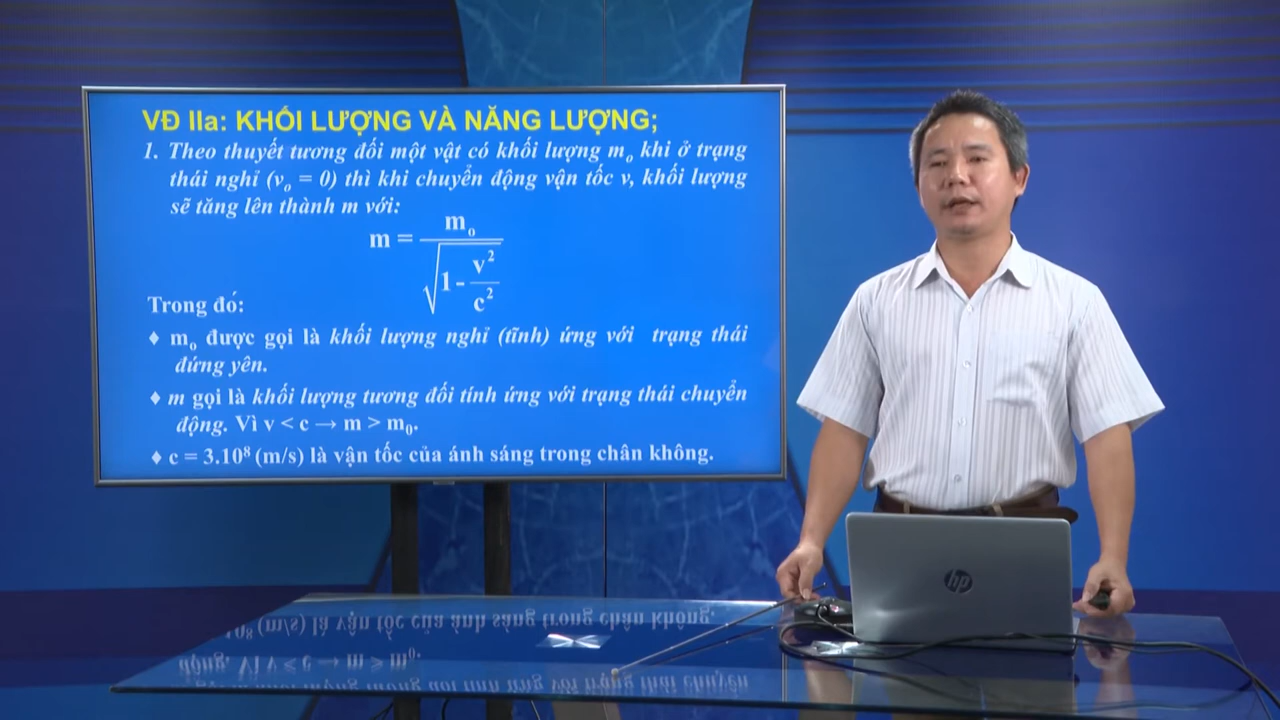 VĐ IIa: KHỐI LƯỢNG VÀ NĂNG LƯỢNG;
1. Theo thuyết tương đối một vật có khối lượng mₒ khi ở trạng
thái nghỉ (vₒ = 0) thì khi chuyển động vận tốc v, khối lượng
sẽ tăng lên thành m với:
m = mₒ / √(1 - v²/c²)
Trong đó:
♦ mₒ được gọi là khối lượng nghỉ (tĩnh) ứng với trạng thái
đứng yên.
♦ m gọi là khối lượng tương đối tính ứng với trạng thái chuyển
động. Vì v < c → m > m₀.
♦ c = 3.10⁸ (m/s) là vận tốc của ánh sáng trong chân không.
hp